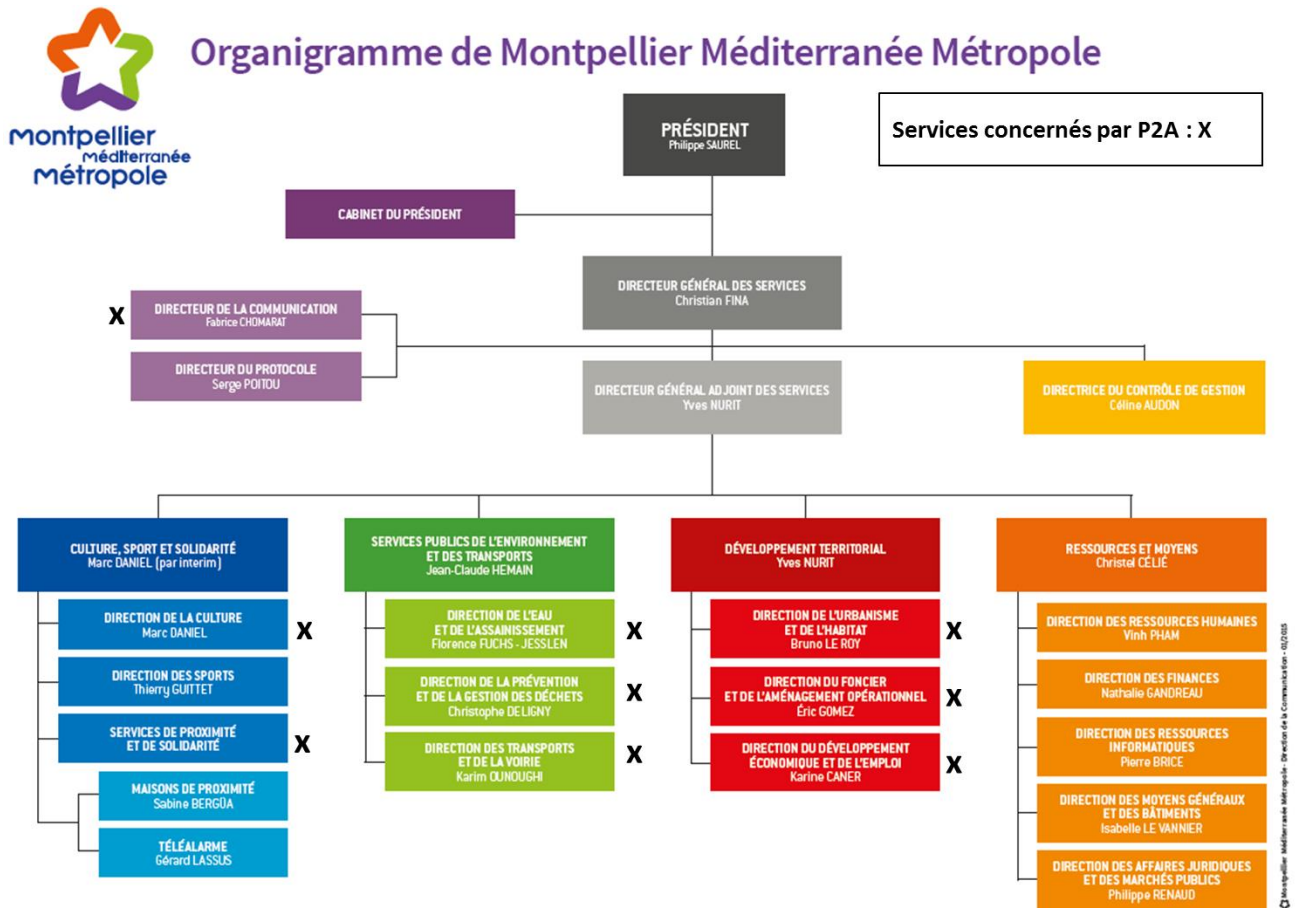 Organigramme de Montpellier Méditerranée Métropole
montpellier
méditerranée
métropole
PRÉSIDENT
Philippe SAUREL
Services concernés par P2A : X
CABINET DU PRÉSIDENT
DIRECTEUR GÉNÉRAL DES SERVICES
Christian FINA
X
DIRECTEUR DE LA COMMUNICATION
Fabrice CHOMARAT
DIRECTEUR DU PROTOCOLE
Serge POITOU
DIRECTEUR GÉNÉRAL ADJOINT DES SERVICES
Yves NURIT
DIRECTRICE DU CONTRÔLE DE GESTION
Céline AUDON
CULTURE, SPORT ET SOLIDARITÉ
Marc DANIEL (par interim)
DIRECTION DE LA CULTURE
Marc DANIEL
X
DIRECTION DES SPORTS
Thierry GUITTET
SERVICES DE PROXIMITÉ
ET DE SOLIDARITÉ
X
MAISONS DE PROXIMITÉ
Sabine BERGÜA
TÉLÉALARME
Gérard LASSUS
SERVICES PUBLICS DE L'ENVIRONNEMENT
ET DES TRANSPORTS
Jean-Claude HEMAIN
DIRECTION DE L'EAU
ET DE L'ASSAINISSEMENT
Florence FUCHS - JESSLEN
X
DIRECTION DE LA PRÉVENTION
ET DE LA GESTION DES DÉCHETS
Christophe DELIGNY
X
DIRECTION DES TRANSPORTS
ET DE LA VOIRIE
Karim OUNOUGHI
X
DÉVELOPPEMENT TERRITORIAL
Yves NURIT
DIRECTION DE L'URBANISME
ET DE L'HABITAT
Bruno LE ROY
X
DIRECTION DU FONCIER
ET DE L'AMÉNAGEMENT OPÉRATIONNEL
Éric GOMEZ
X
DIRECTION DU DÉVELOPPEMENT
ÉCONOMIQUE ET DE L'EMPLOI
Karine CANER
X
RESSOURCES ET MOYENS
Christel CÉLIÉ
DIRECTION DES RESSOURCES HUMAINES
Vinh PHAM
DIRECTION DES FINANCES
Nathalie GANDREAU
DIRECTION DES RESSOURCES
INFORMATIQUES
Pierre BRICE
DIRECTION DES MOYENS GÉNÉRAUX
ET DES BÂTIMENTS
Isabelle LE VANNIER
DIRECTION DES AFFAIRES JURIDIQUES
ET DES MARCHÉS PUBLICS
Philippe RENAUD
Montpellier Méditerranée Métropole - Direction de la Communication - 01/2015